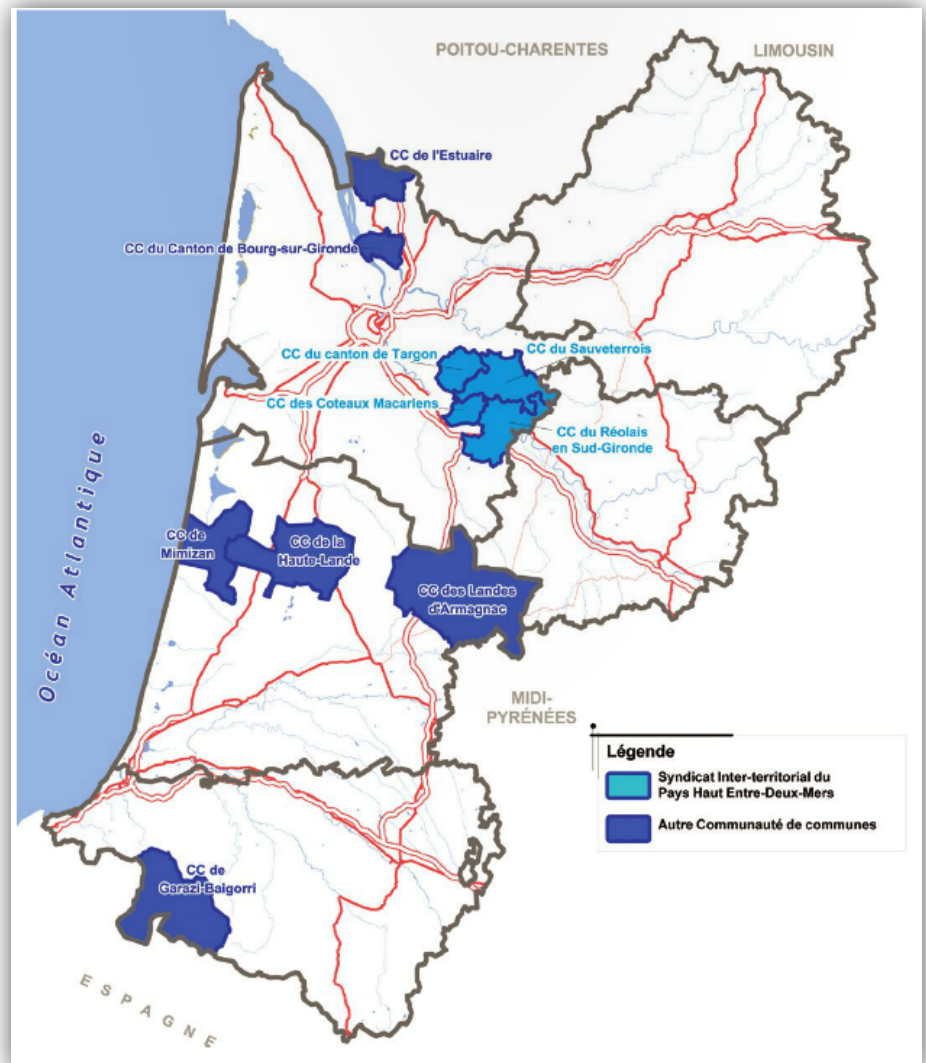 POITOU-CHARENTES
LIMOUSIN
CC de l'Estuaire
CC du Canton de Bourg-sur-Gironde
CC du canton de Targon
CC du Sauveterrois
CC des Coteaux Macariens
CC du Réolais
en Sud-Gironde
Océan Atlantique
CC de
Mimizan
CC de la
Haute-Lande
CC des Landes
d'Armagnac
MIDI-
PYRÉNÉES
Légende
Syndicat Inter-territorial du
Pays Haut Entre-Deux-Mers
Autre Communauté de communes
CC de
Garazi-Baigorri
ESPAGNE